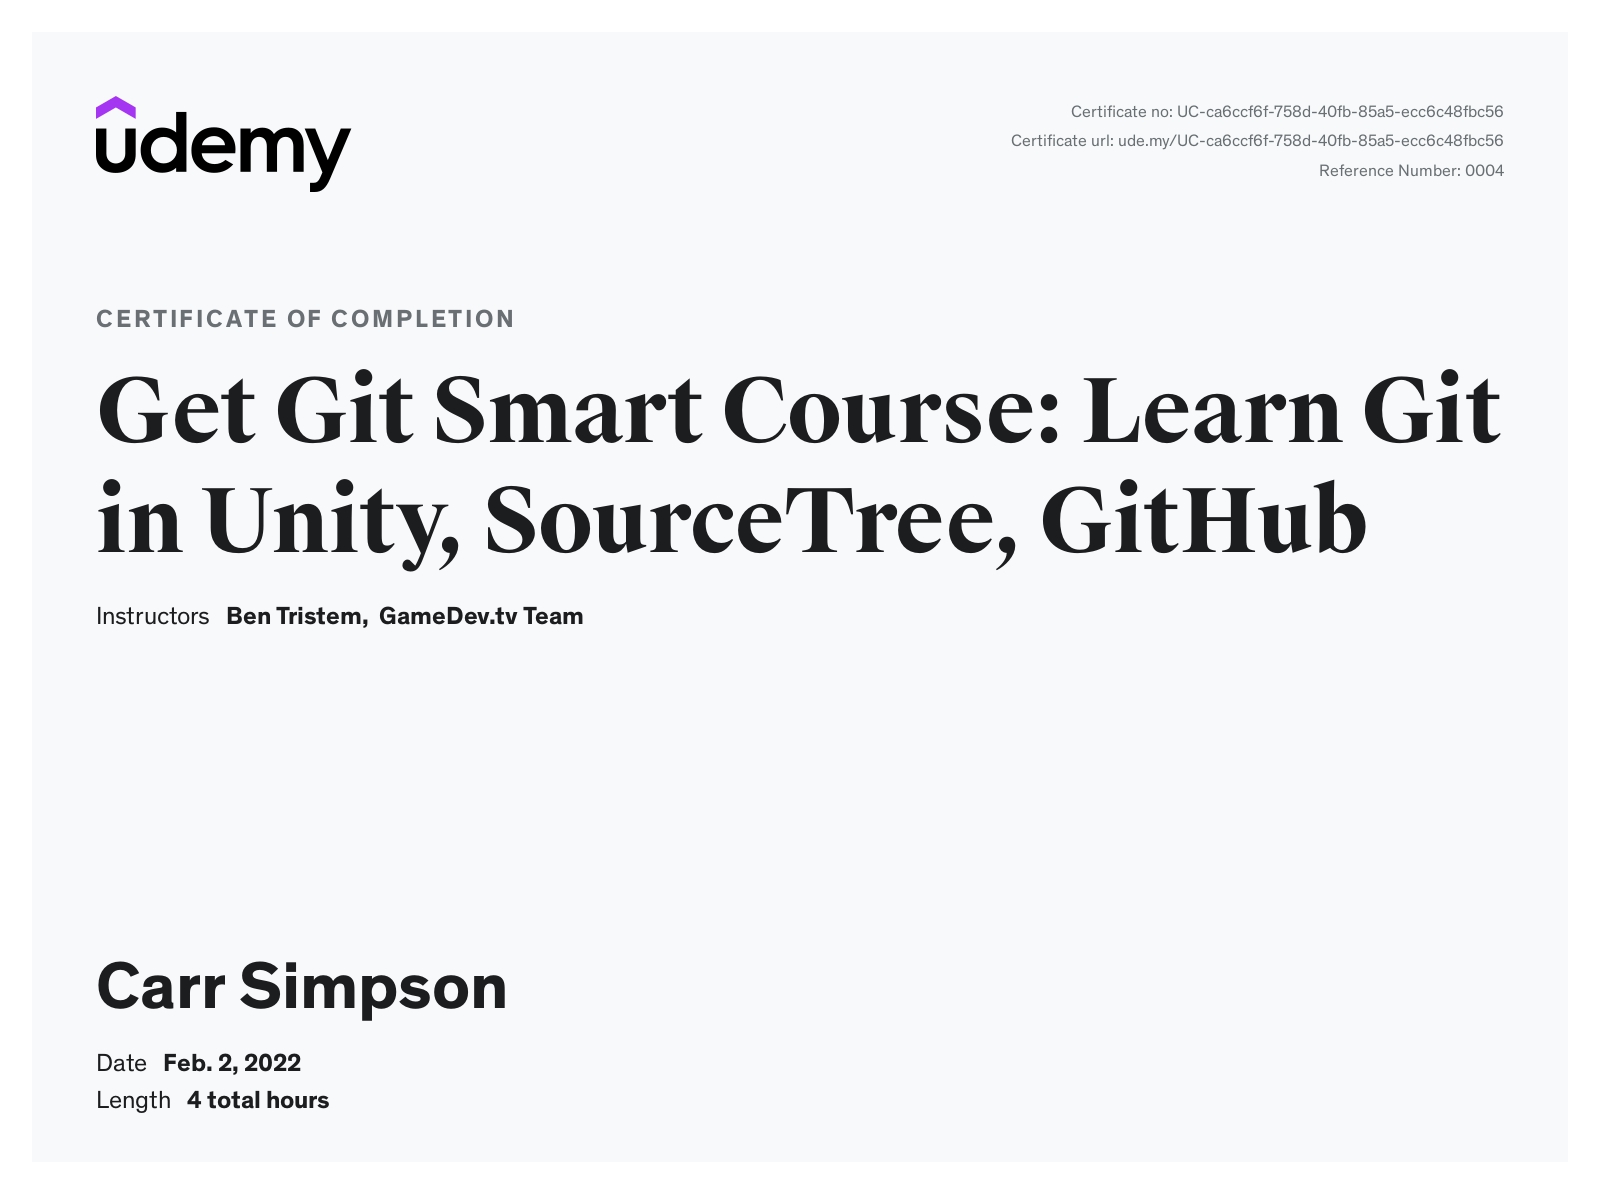 udemy
Certificate no: UC-ca6ccf6f-758d-40fb-85a5-ecc6c48fbc56
Certificate url: ude.my/UC-ca6ccf6f-758d-40fb-85a5-ecc6c48fbc56
Reference Number: 0004
CERTIFICATE OF COMPLETION
Get Git Smart Course: Learn Git
in Unity, SourceTree, GitHub
Instructors Ben Tristem, GameDev.tv Team
Carr Simpson
Date Feb. 2, 2022
Length 4 total hours